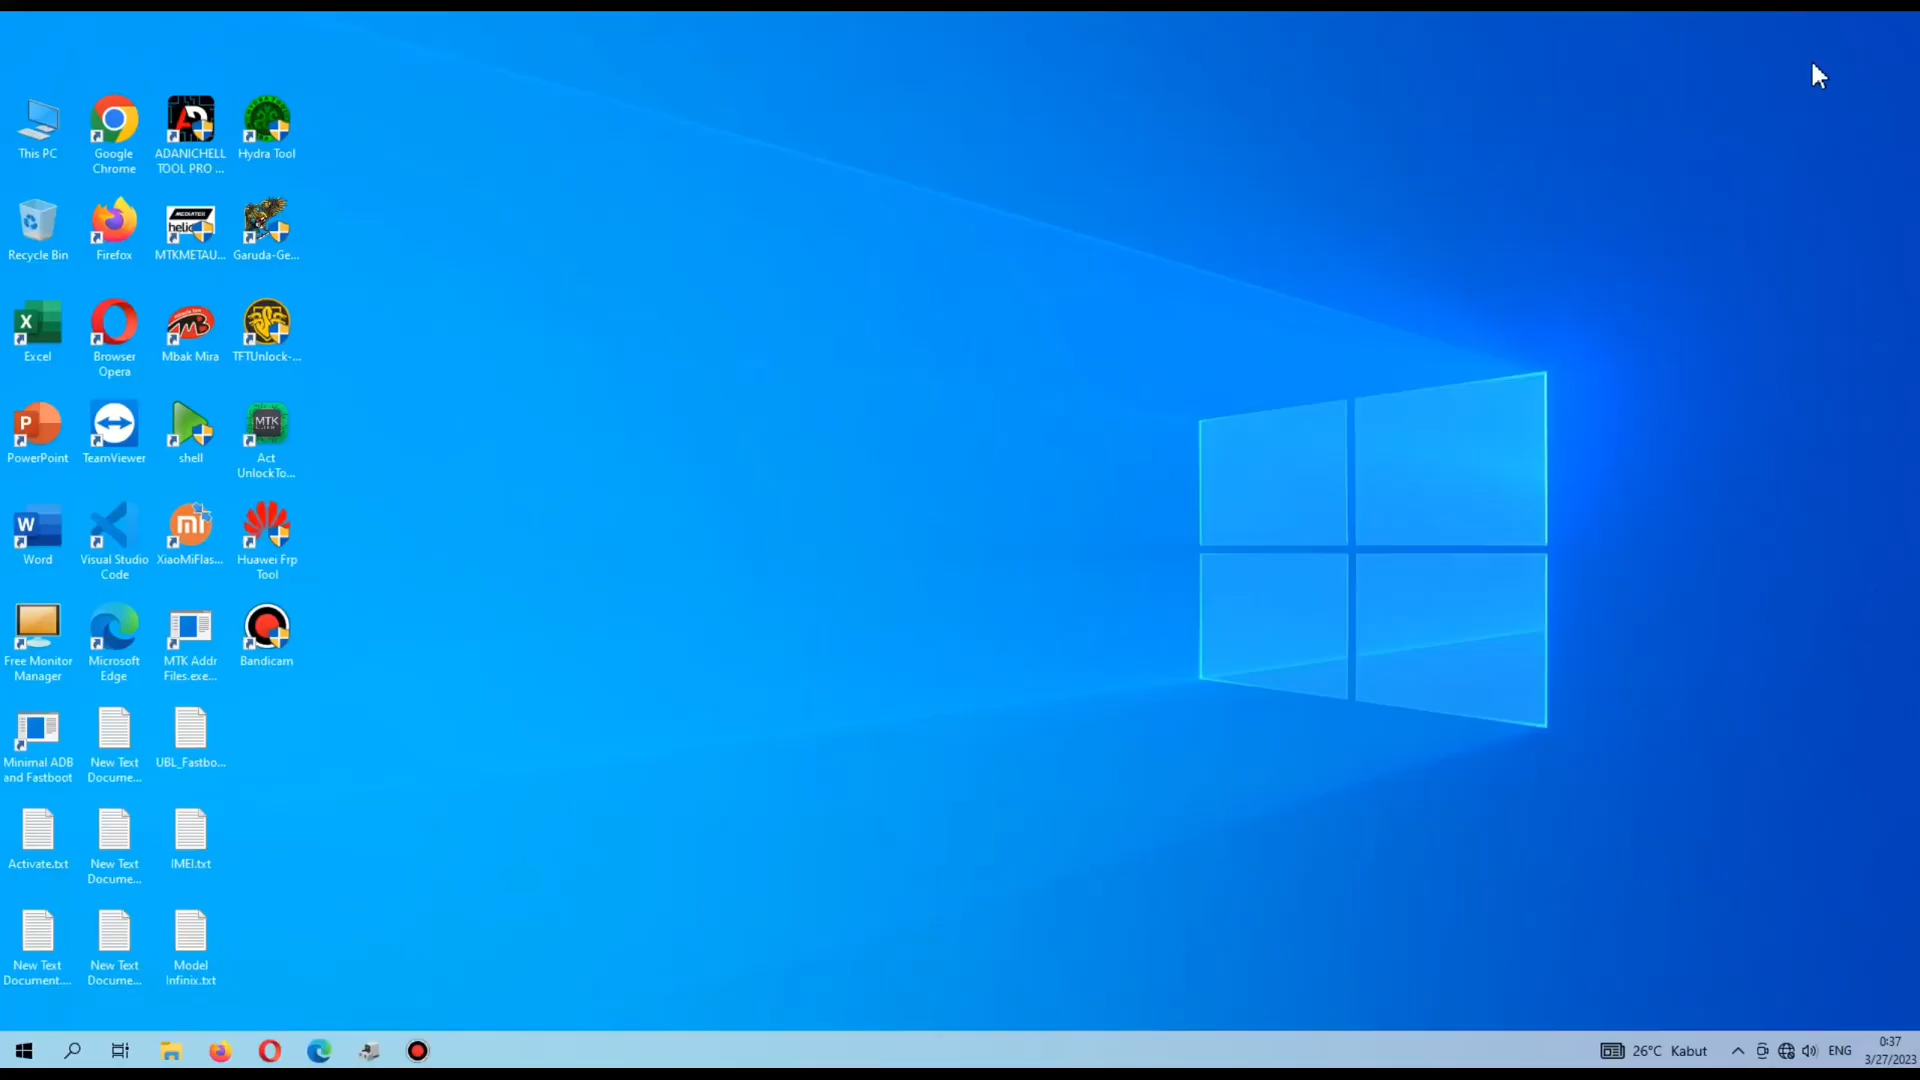 This PC
Google
Chrome
ADANICHELL
TOOL PRO ...
Hydra Tool
Recycle Bin
Firefox
MEDIATEK
helio
MTKMETAU...
Garuda-Ge...
Excel
Browser
Opera
Mbak Mira
TFTUnlock-...
PowerPoint
TeamViewer
shell
MTK
Act
UnlockTo...
Word
Visual Studio
Code
XiaoMiFlas...
Huawei Frp
Tool
Free Monitor
Manager
Microsoft
Edge
MTK Addr
Files.exe...
Bandicam
Minimal ADB
and Fastboot
New Text
Docume...
UBL_Fastbo...
Activate.txt
New Text
Docume...
IMEI.txt
New Text
Document....
New Text
Docume...
Model
Infinix.txt
26°C Kabut
ENG
0:37
3/27/2023